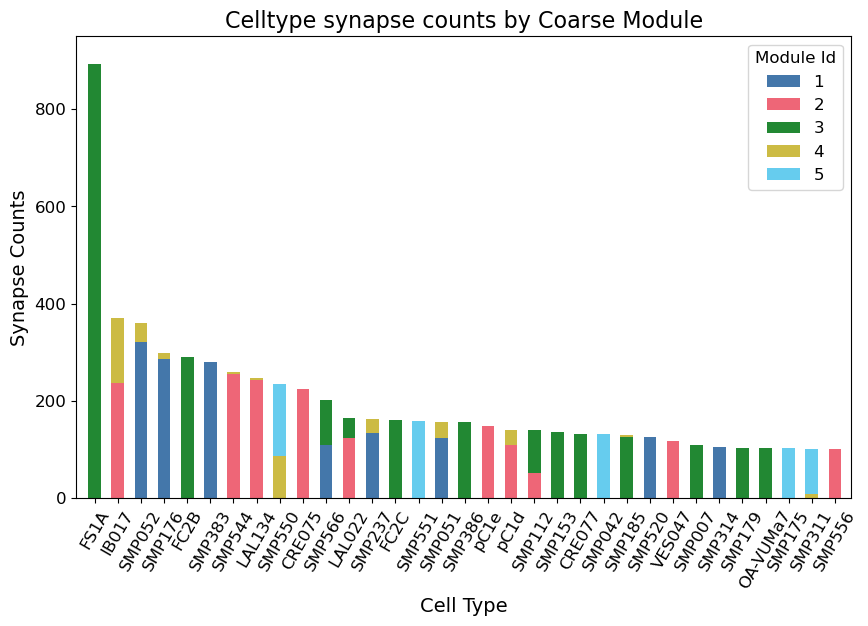 Celltype synapse counts by Coarse Module
Module Id
1
2
3
4
5
Synapse Counts
800
600
400
200
0
FS1A
IB017
SMP052
SMP176
FC2B
SMP383
SMP544
LAL134
SMP550
CRE075
SMP566
LAL022
SMP237
FC2C
SMP551
SMP051
SMP386
pC1e
pC1d
SMP112
SMP153
CRE077
SMP042
SMP185
SMP520
VES047
SMP007
SMP314
SMP179
OA-VUMa7
SMP175
SMP311
SMP556
Cell Type